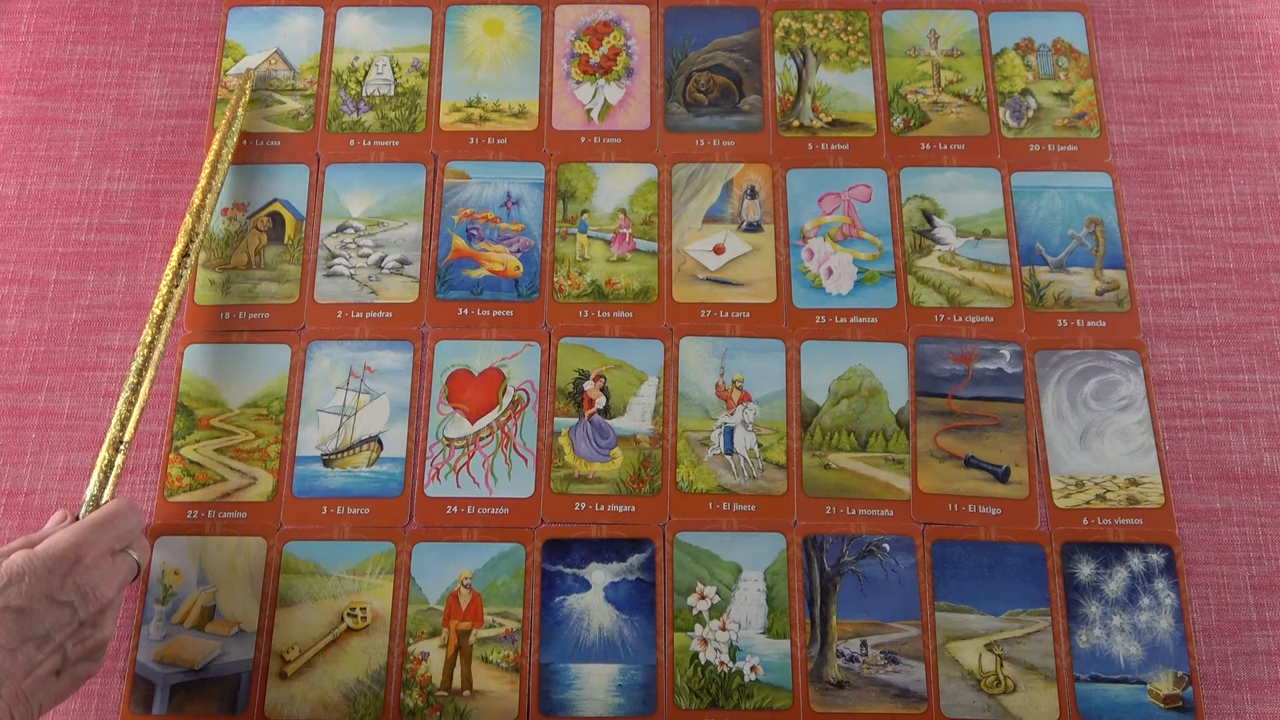 4 - La casa
8 - La muerte
31 - El sol
9 - El ramo
15 - El oso
5 - El árbol
36 - La cruz
20 - El jardín
18 - El perro
2 - Las piedras
34 - Los peces
13 - Los niños
27 - La carta
25 - Las alianzas
17 - La cigüeña
35 - El ancla
22 - El camino
3 - El barco
24 - El corazón
29 - La zíngara
1 - El jinete
21 - La montaña
11 - El látigo
6 - Los vientos